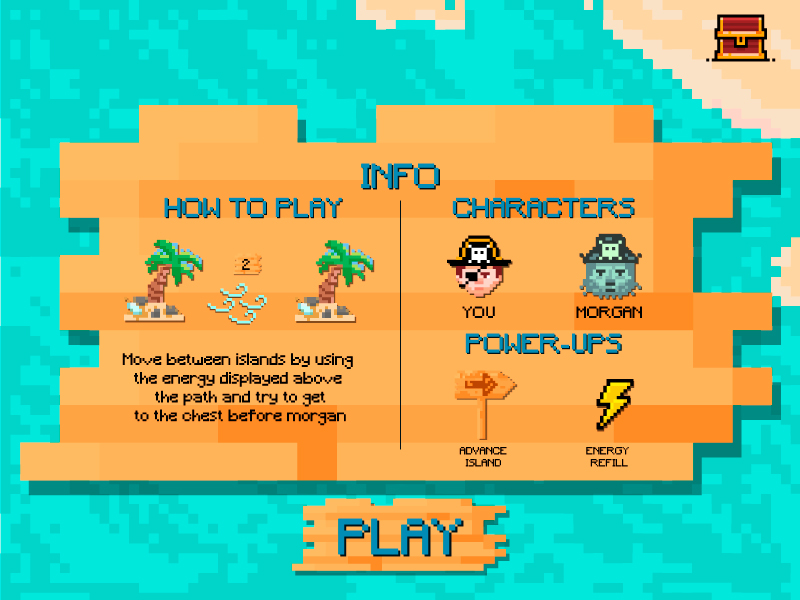 INFO
HOW TO PLAY
2
Move between islands by using
the energy displayed above
the path and try to get
to the chest before morgan
CHARACTERS
YOU
MORGAN
POWER-UPS
ADVANCE
ISLAND
ENERGY
REFILL
PLAY